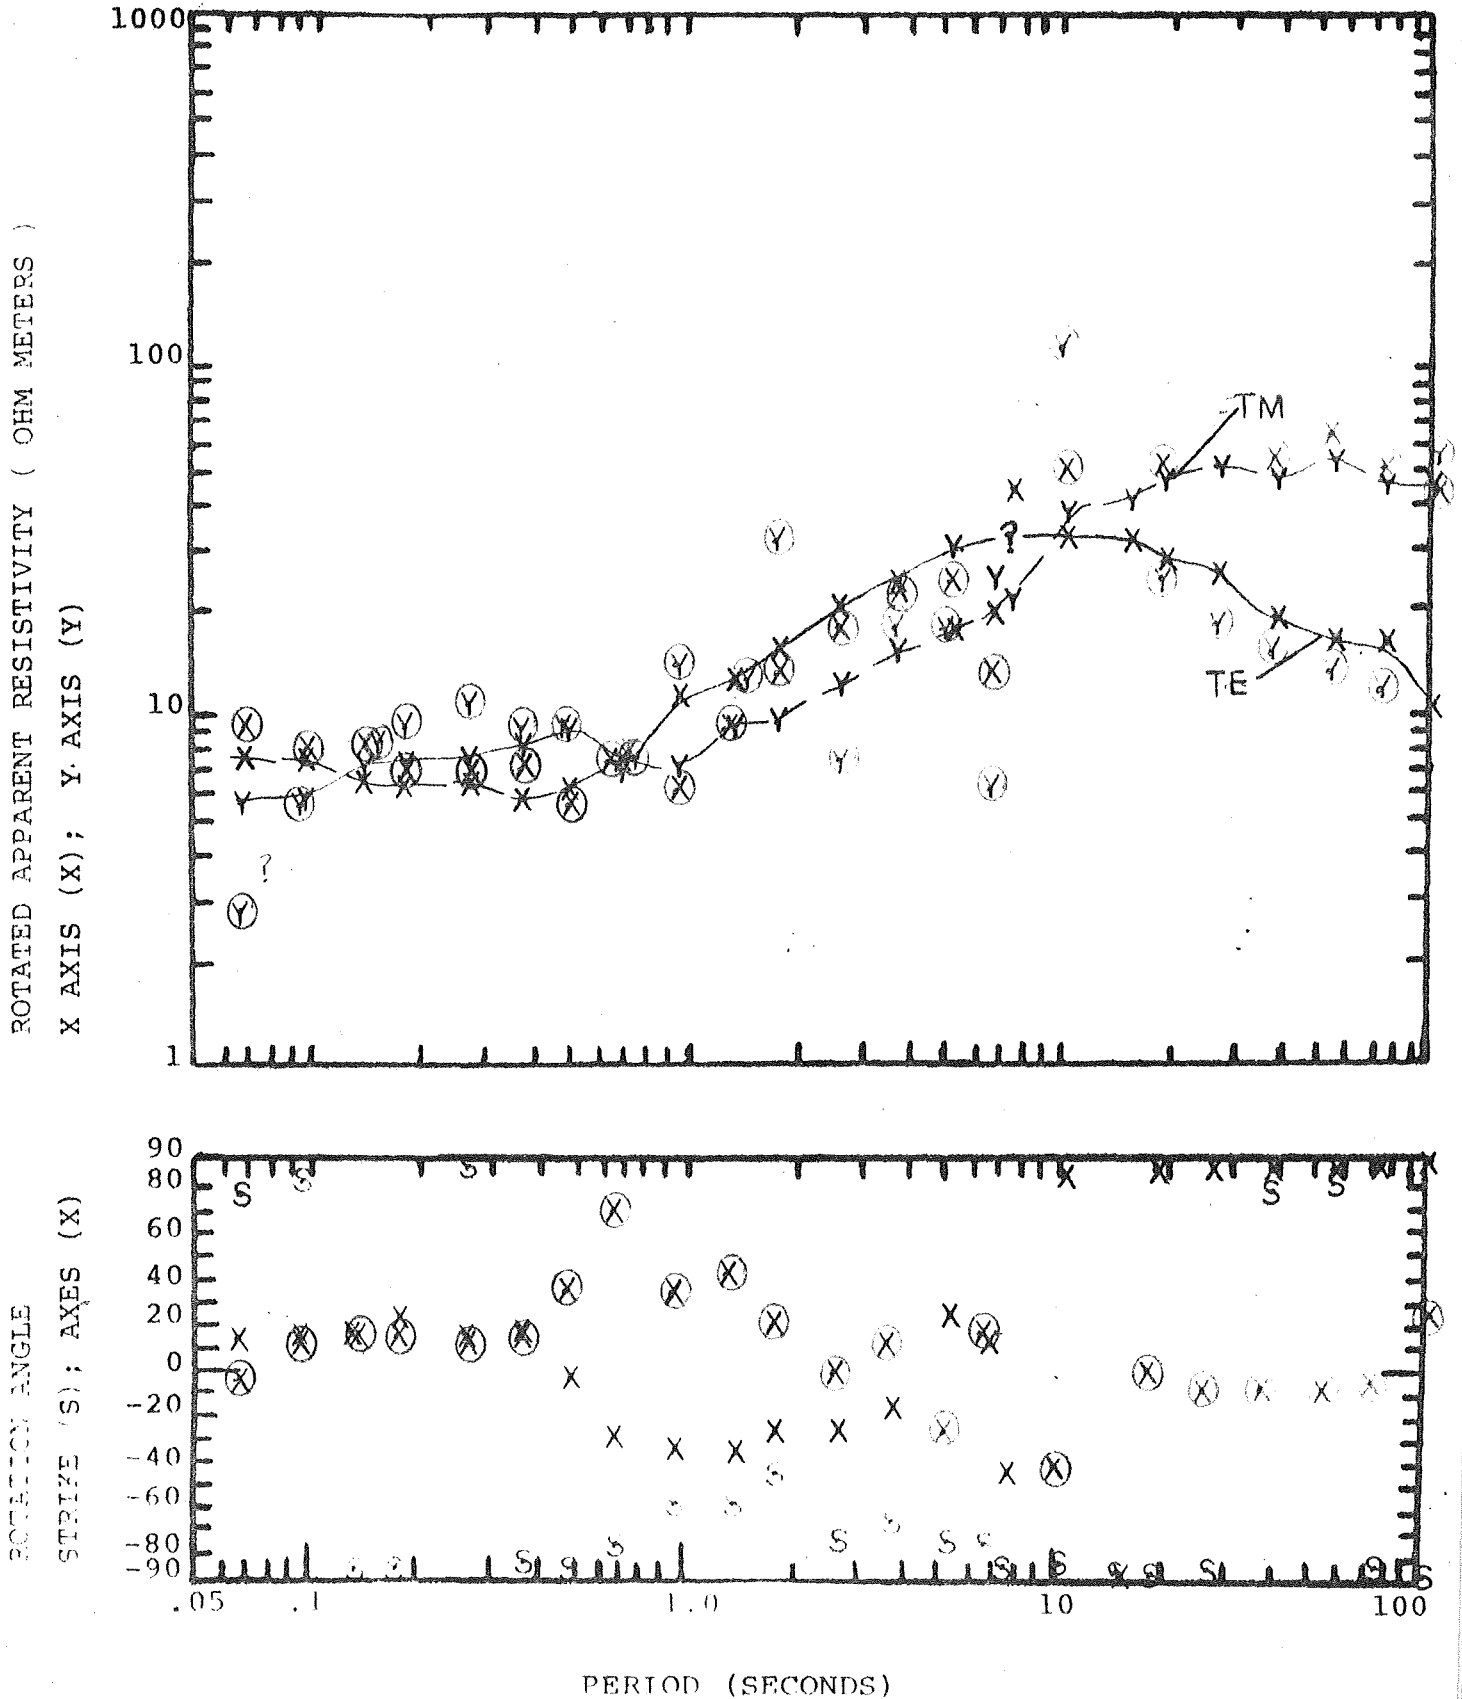 1000
100
10
1
ROTATED APPARENT RESISTIVITY ( OHM METERS )
X AXIS (X); Y AXIS (Y)
TM
TE
?
?
90
80
60
40
20
0
-20
-40
-60
-80
-90
ROTATION ANGLE
STRIKE (S); AXES (X)
.05 .1 1.0 10 100
PERIOD (SECONDS)